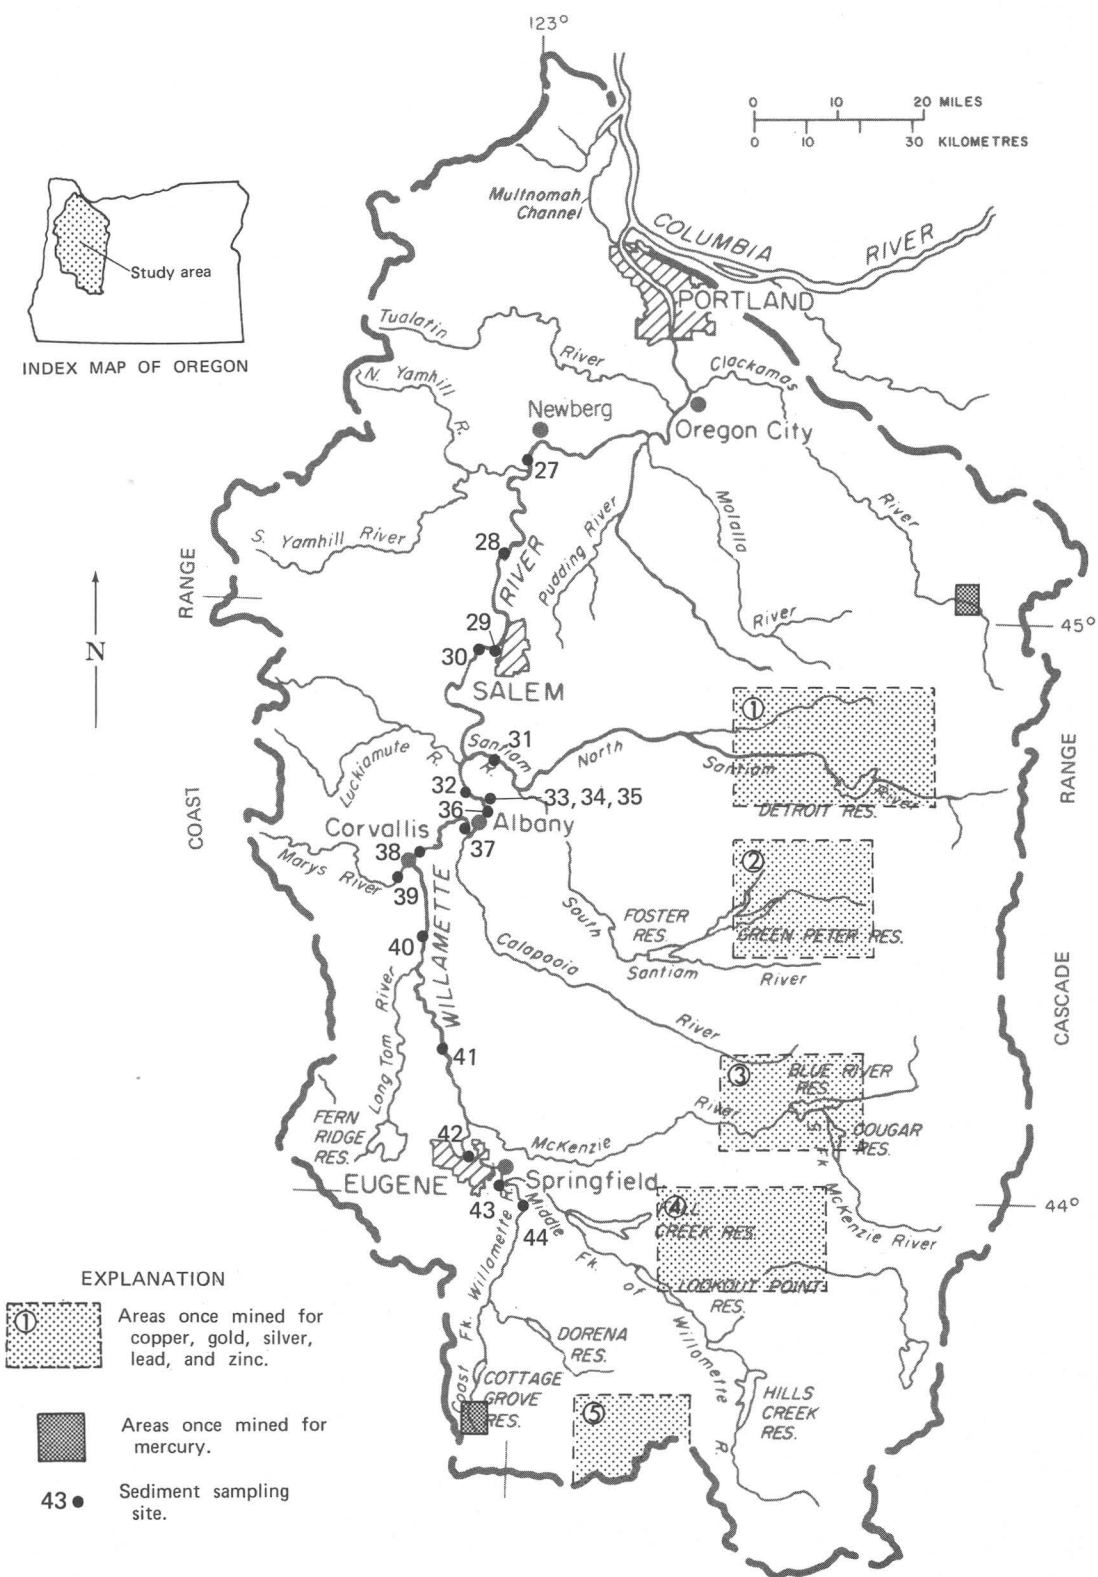 123°
0 10 20 MILES
0 10 30 KILOMETRES
Multnomah
Channel
COLUMBIA
RIVER
Study area
INDEX MAP OF OREGON
PORTLAND
Tualatin
River
N. Yamhill
R.
Clackamas
River
Newberg
Oregon City
27
S. Yamhill River
28
RIVER
Pudding River
Molalla
River
RANGE
45°
N
29
30
SALEM
1
Santiam
R.
31
North
Santiam
River
DETROIT RES.
RANGE
Luckiamute
R.
32
33, 34, 35
36
Albany
37
COAST
Corvallis
38
Marys River
39
2
FOSTER
RES.
GREEN PETER RES.
South
Santiam
River
40
WILLAMETTE
Calapooia
River
CASCADE
Long Tom River
41
3
BLUE RIVER
RES.
River
McKenzie
COUGAR
RES.
S. Fk McKenzie River
FERN
RIDGE
RES.
42
EUGENE
Springfield
43
44
44°
4
FALL
CREEK RES.
LOOKOUT POINT
RES.
Middle
Fk.
of
Willamette
R.
Coast Fk. Willamette R.
DORENA
RES.
COTTAGE
GROVE
RES.
HILLS
CREEK
RES.
5
EXPLANATION
1
Areas once mined for
copper, gold, silver,
lead, and zinc.
Areas once mined for
mercury.
43
Sediment sampling
site.